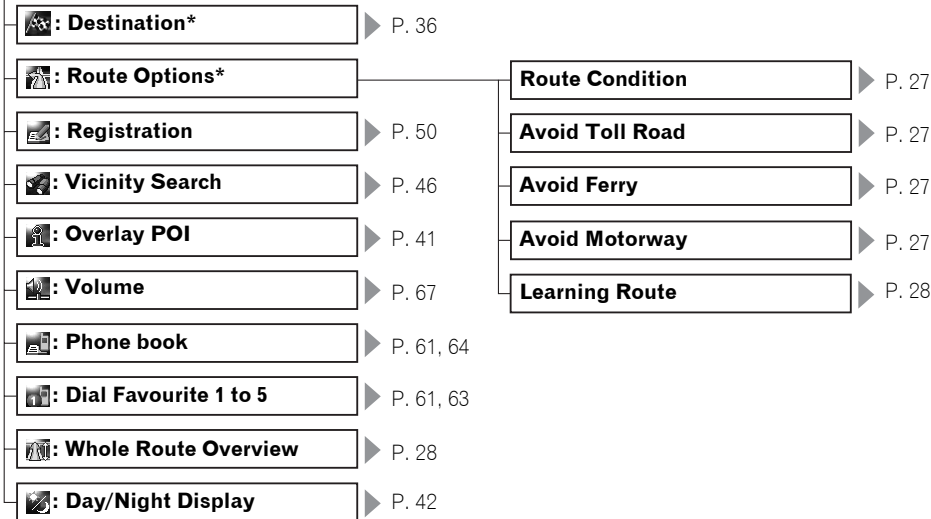 : Destination* P. 36
: Route Options* Route Condition P. 27
: Registration P. 50 Avoid Toll Road P. 27
: Vicinity Search P. 46 Avoid Ferry P. 27
: Overlay POI P. 41 Avoid Motorway P. 27
: Volume P. 67 Learning Route P. 28
: Phone book P. 61, 64
: Dial Favourite 1 to 5 P. 61, 63
: Whole Route Overview P. 28
: Day/Night Display P. 42